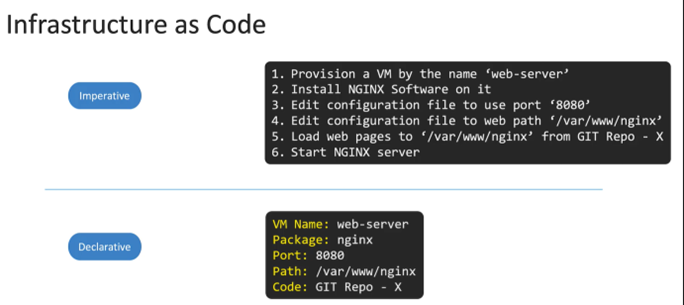 Infrastructure as Code
Imperative
1. Provision a VM by the name ‘web-server’
2. Install NGINX Software on it
3. Edit configuration file to use port ‘8080’
4. Edit configuration file to web path ‘/var/www/nginx’
5. Load web pages to ‘/var/www/nginx’ from GIT Repo - X
6. Start NGINX server
Declarative
VM Name: web-server
Package: nginx
Port: 8080
Path: /var/www/nginx
Code: GIT Repo - X